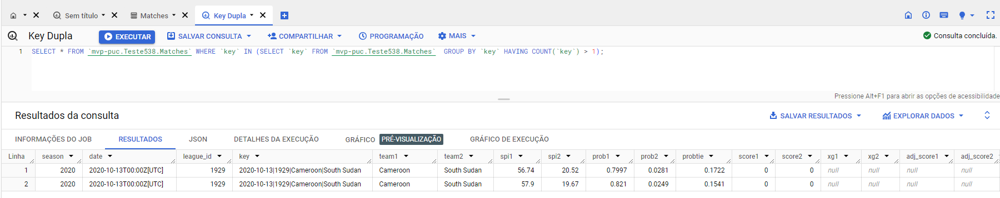 Sem título Matches Key Dupla
Key Dupla EXECUTAR SALVAR CONSULTA COMPARTILHAR PROGRAMAÇÃO MAIS Consulta concluída.
1 SELECT * FROM `mvp-puc.Teste538.Matches` WHERE `key` IN (SELECT `key` FROM `mvp-puc.Teste538.Matches`  GROUP BY `key` HAVING COUNT(`key`) > 1);
Pressione Alt+F1 para abrir as opções de acessibilidade
Resultados da consulta SALVAR RESULTADOS EXPLORAR DADOS
INFORMAÇÕES DO JOB RESULTADOS JSON DETALHES DA EXECUÇÃO GRÁFICO PRÉ-VISUALIZAÇÃO GRÁFICO DE EXECUÇÃO
Linha season date league_id key team1 team2 spi1 spi2 prob1 prob2 probtie score1 score2 xg1 xg2 adj_score1 adj_score2
1 2020 2020-10-13T00:00Z[UTC] 1929 2020-10-13|1929|Cameroon|South Sudan Cameroon South Sudan 56.74 20.52 0.7997 0.0281 0.1722 0 0 null null null null
2 2020 2020-10-13T00:00Z[UTC] 1929 2020-10-13|1929|Cameroon|South Sudan Cameroon South Sudan 57.9 19.67 0.821 0.0249 0.1541 0 0 null null null null